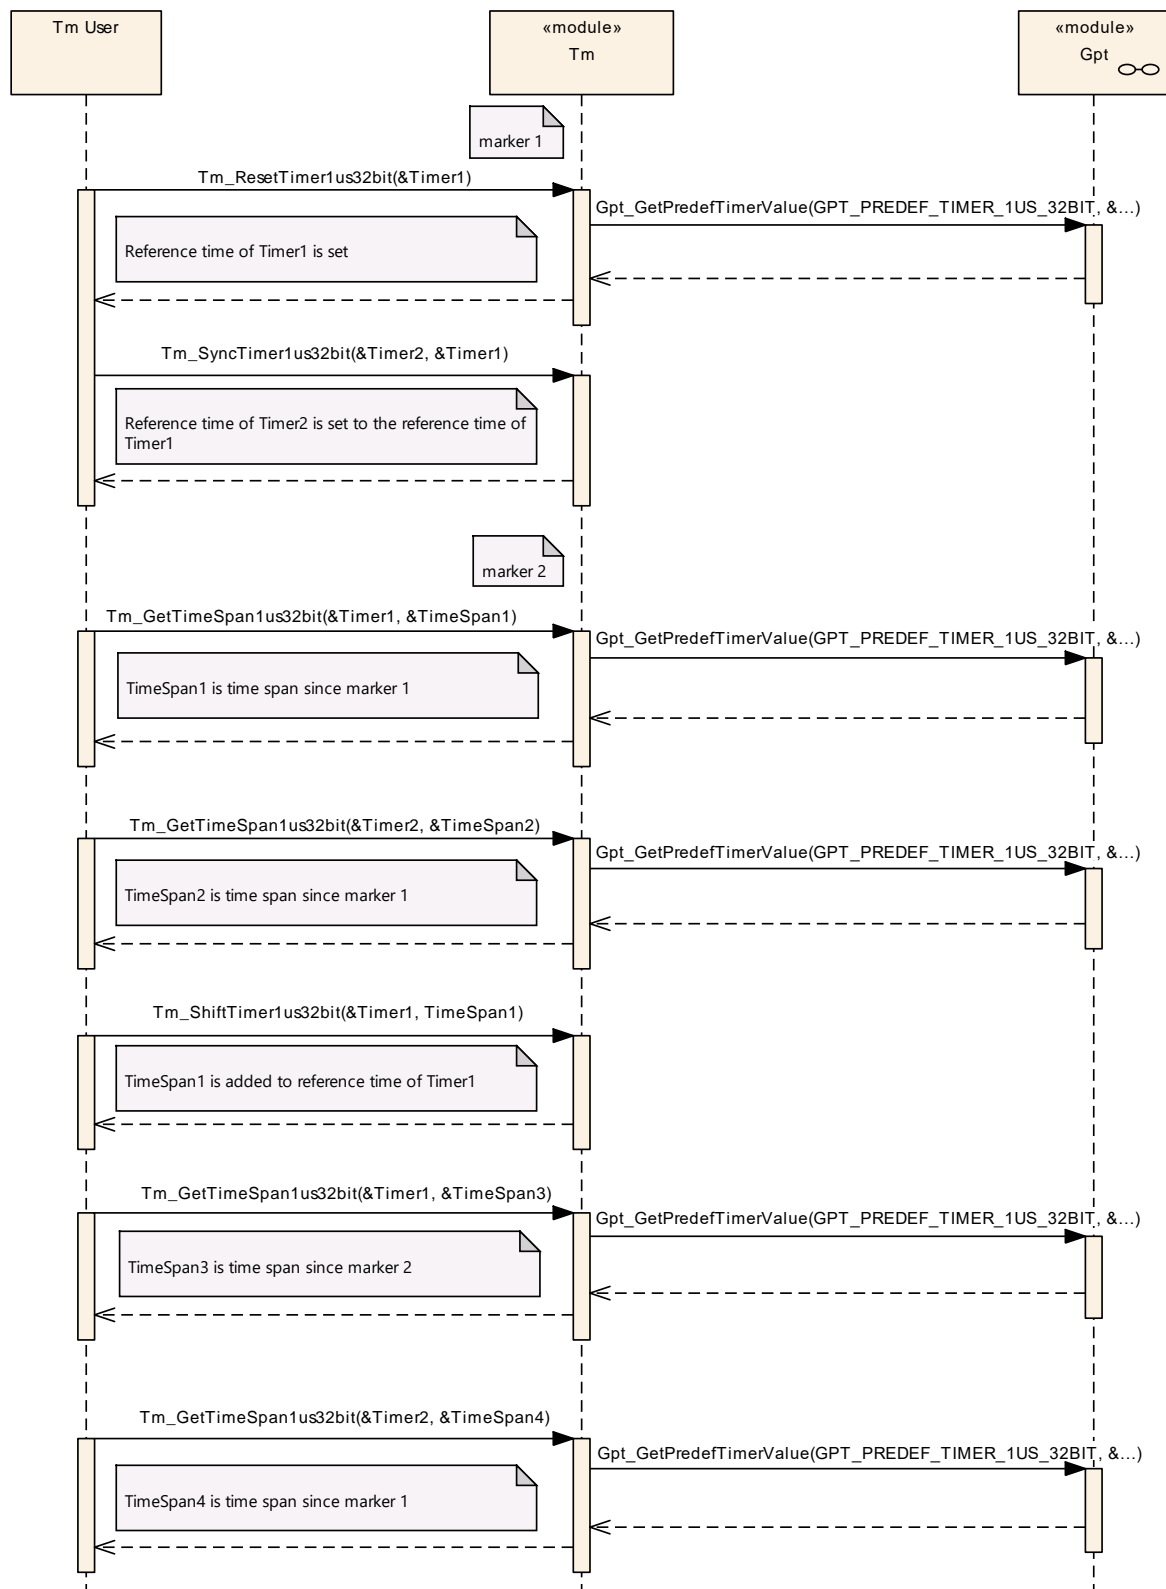 Tm User
«module»
Tm
«module»
Gpt
marker 1
Tm_ResetTimer1us32bit(&Timer1)
Gpt_GetPredefTimerValue(GPT_PREDEF_TIMER_1US_32BIT, &...)
Reference time of Timer1 is set
Tm_SyncTimer1us32bit(&Timer2, &Timer1)
Reference time of Timer2 is set to the reference time of
Timer1
marker 2
Tm_GetTimeSpan1us32bit(&Timer1, &TimeSpan1)
Gpt_GetPredefTimerValue(GPT_PREDEF_TIMER_1US_32BIT, &...)
TimeSpan1 is time span since marker 1
Tm_GetTimeSpan1us32bit(&Timer2, &TimeSpan2)
Gpt_GetPredefTimerValue(GPT_PREDEF_TIMER_1US_32BIT, &...)
TimeSpan2 is time span since marker 1
Tm_ShiftTimer1us32bit(&Timer1, TimeSpan1)
TimeSpan1 is added to reference time of Timer1
Tm_GetTimeSpan1us32bit(&Timer1, &TimeSpan3)
Gpt_GetPredefTimerValue(GPT_PREDEF_TIMER_1US_32BIT, &...)
TimeSpan3 is time span since marker 2
Tm_GetTimeSpan1us32bit(&Timer2, &TimeSpan4)
Gpt_GetPredefTimerValue(GPT_PREDEF_TIMER_1US_32BIT, &...)
TimeSpan4 is time span since marker 1